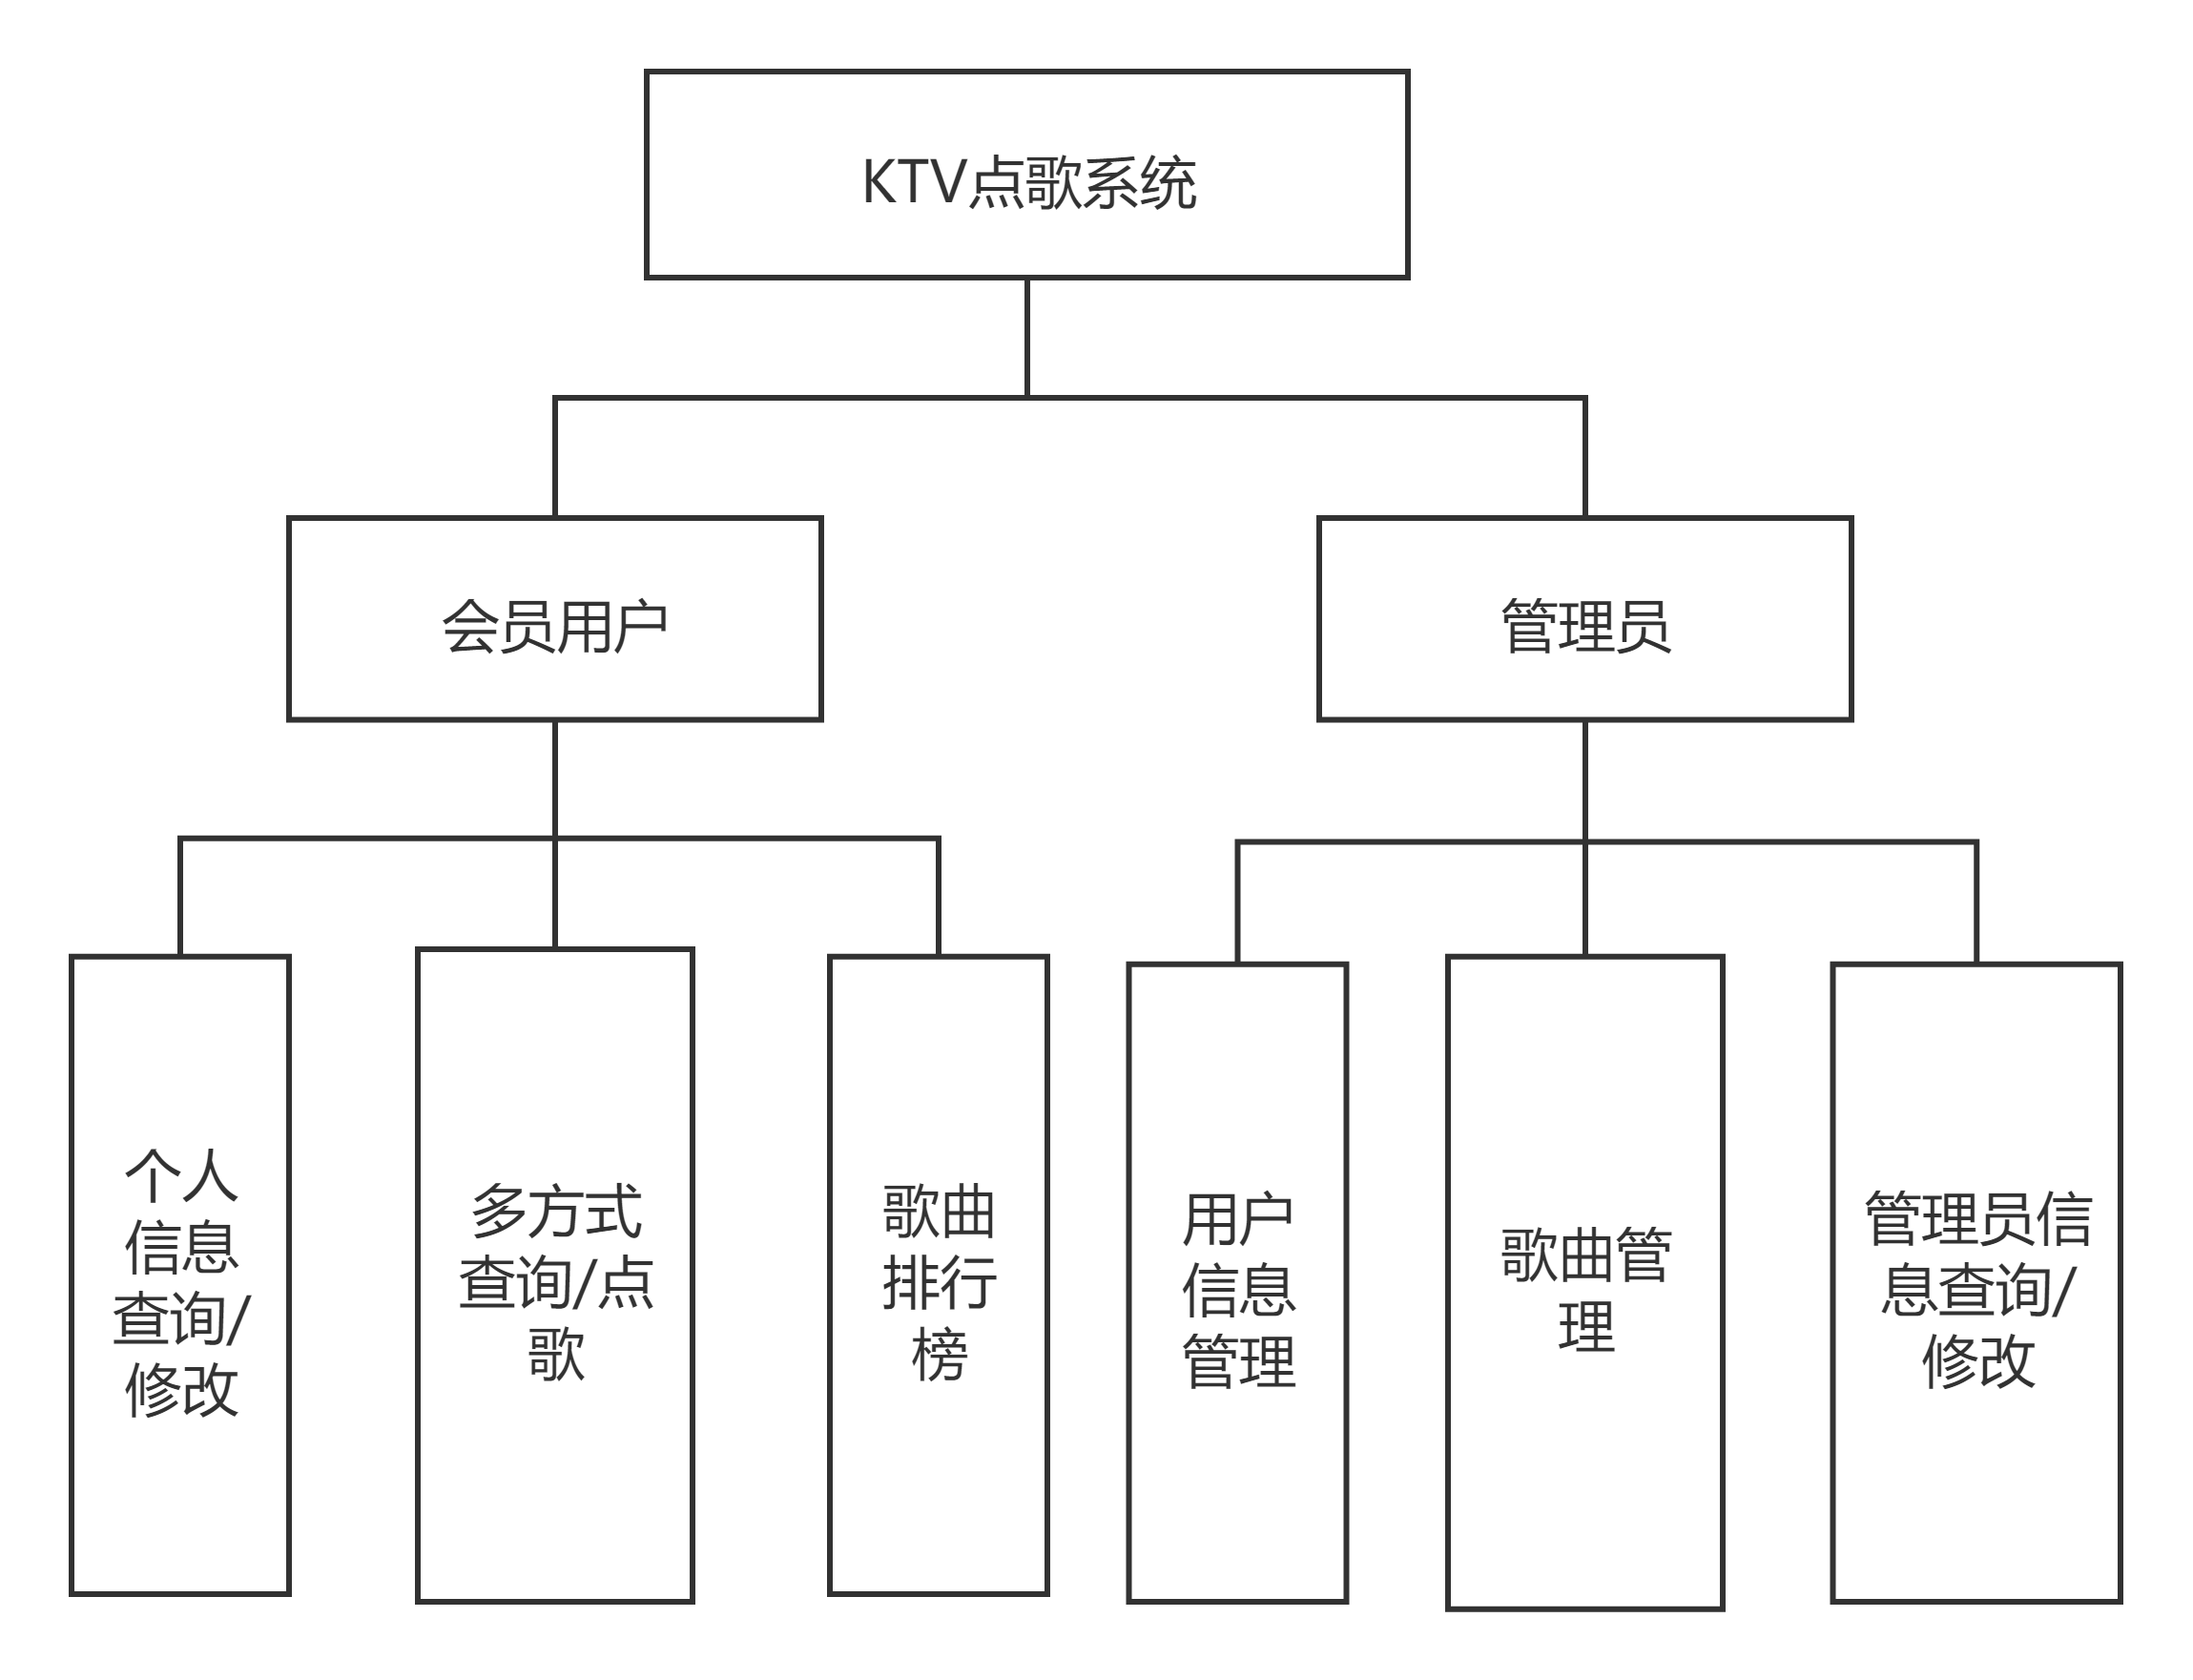 KTV点歌系统
会员用户
管理员
个人
信息
查询/
修改
多方式
查询/点
歌
歌曲
排行
榜
用户
信息
管理
歌曲管
理
管理员信
息查询/
修改